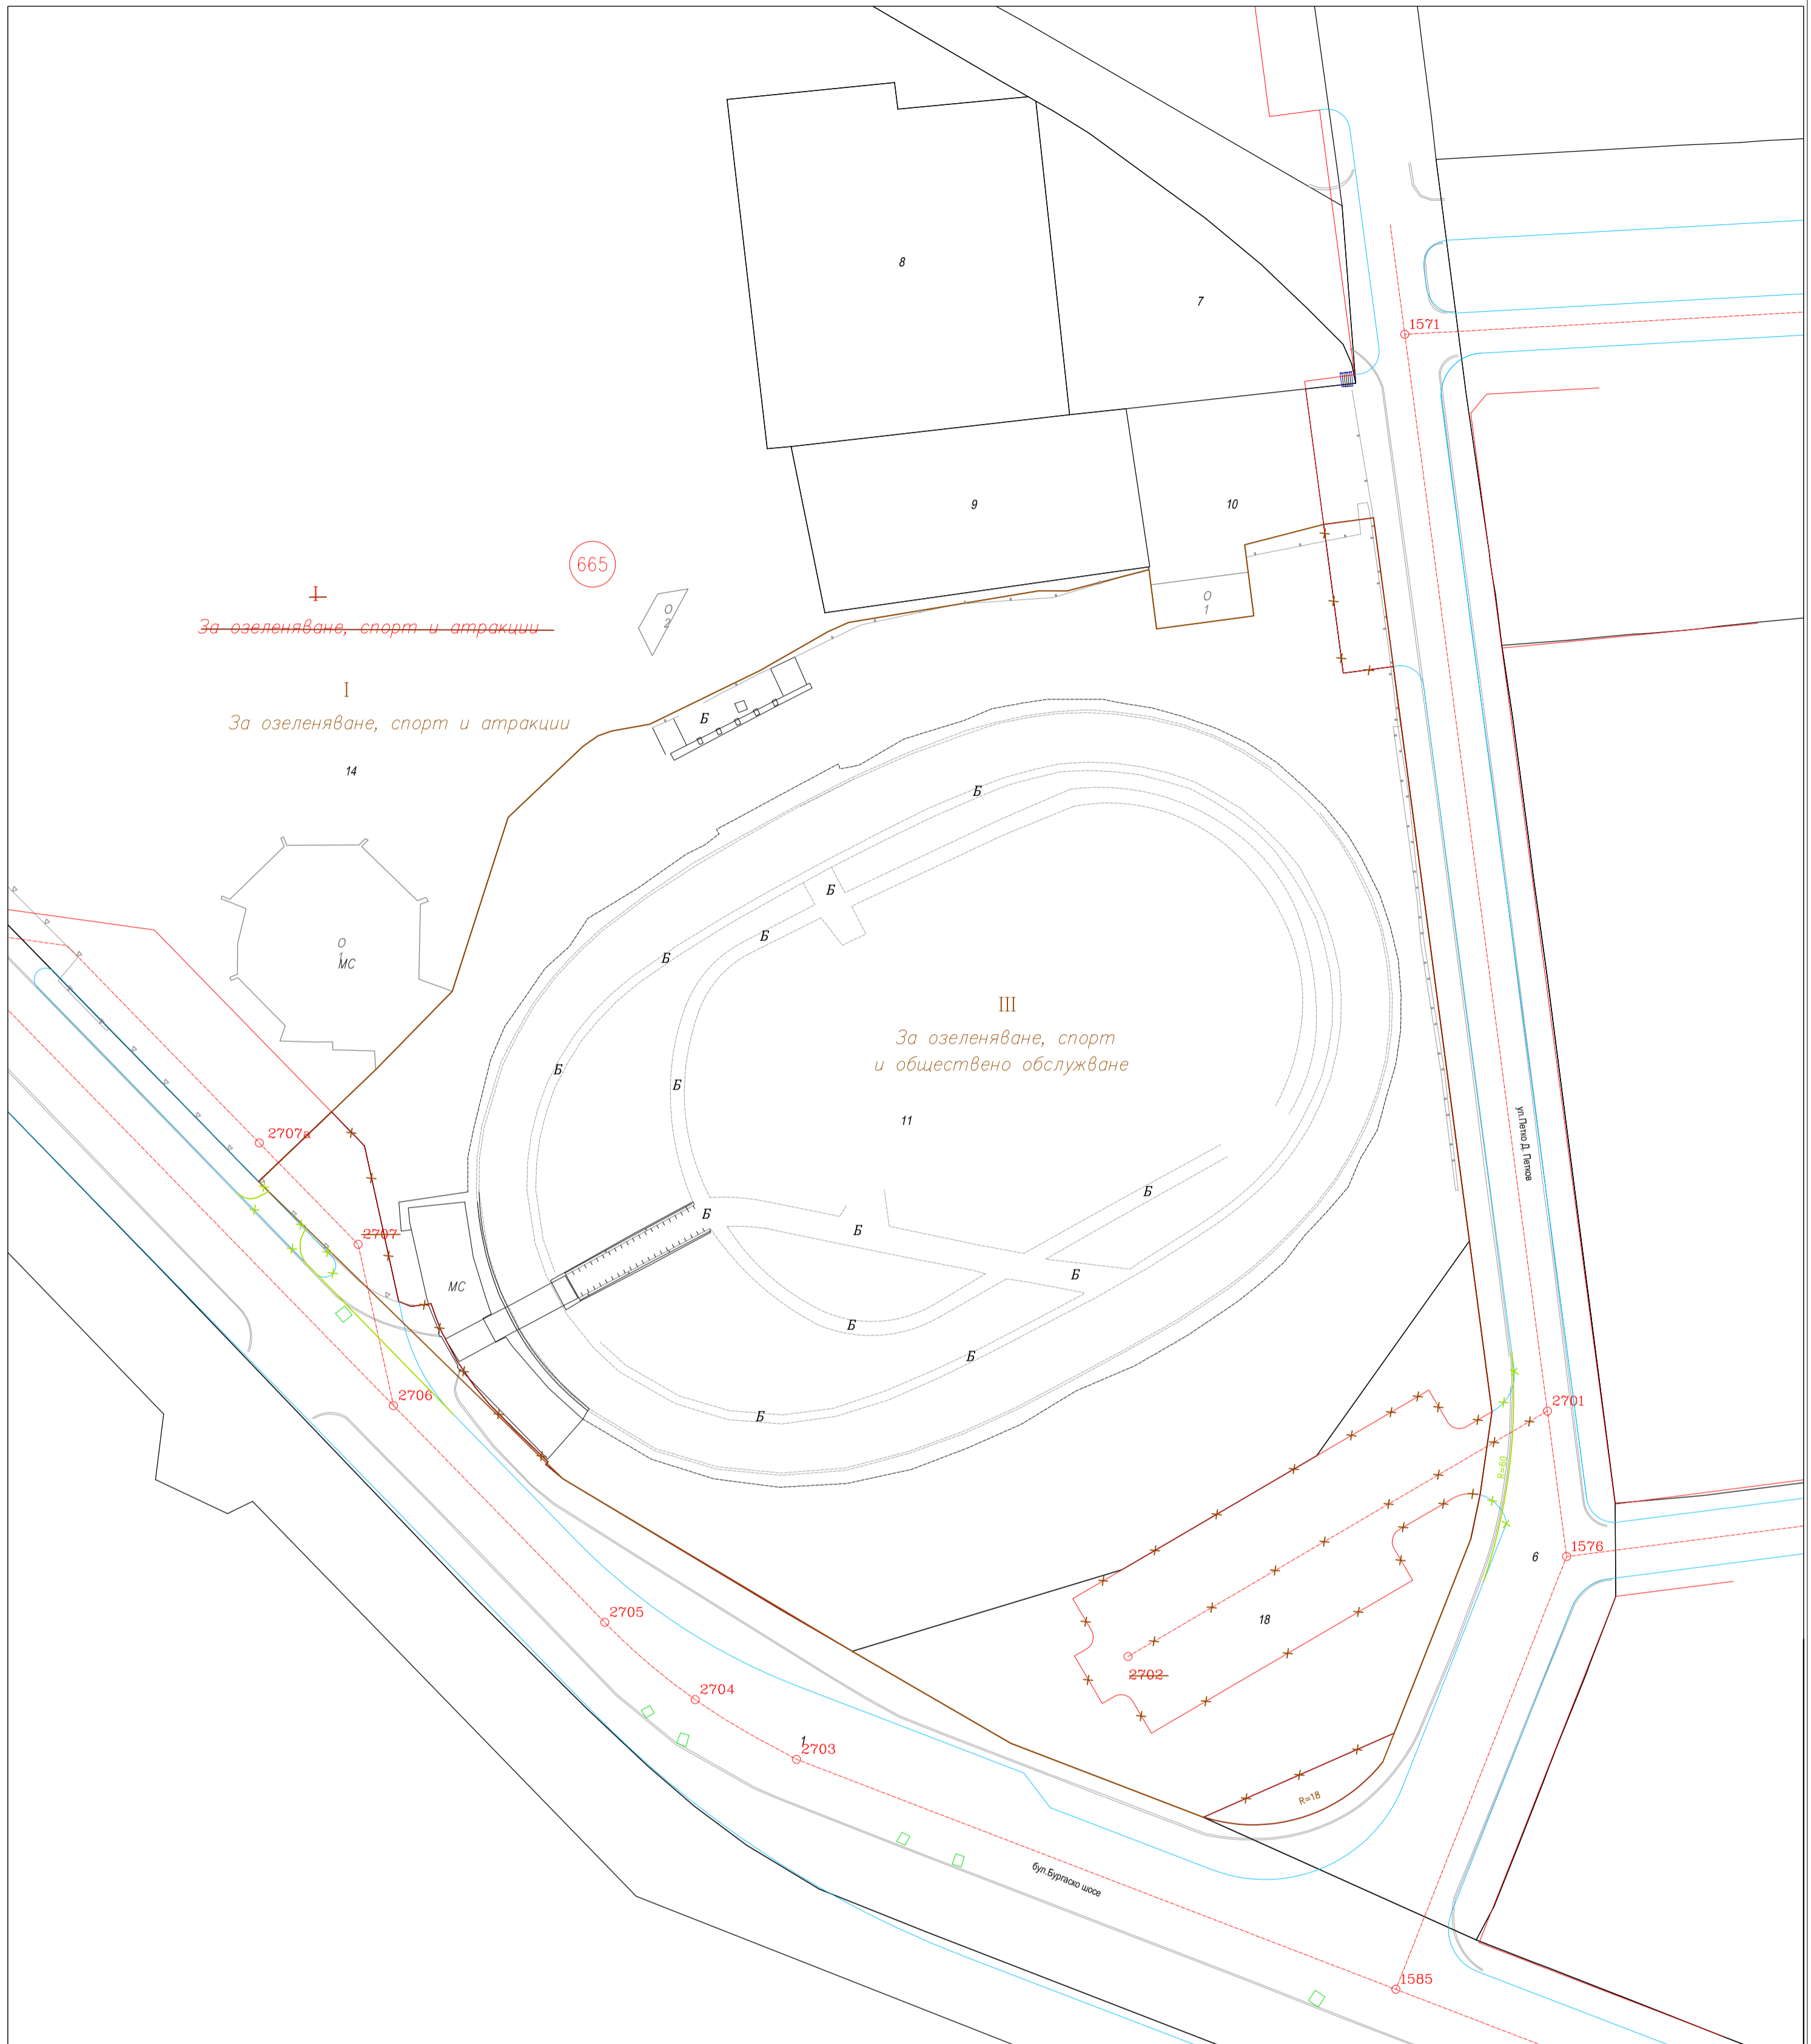 8
7
1571
9
10
665
I
За озеленяване, спорт и атракции
О
2
О
1
I
За озеленяване, спорт и атракции
Б
14
Б
Б
Б
О
1
МС
Б
III
За озеленяване, спорт
и обществено обслужване
Б
Б
11
ул.Петко Д. Петков
2707а
Б
Б
2707
Б
Б
МС
Б
2706
Б
Б
2701
R=60
1576
6
2705
18
2702
2704
1
2703
R=18
бул.Бургаско шосе
1585